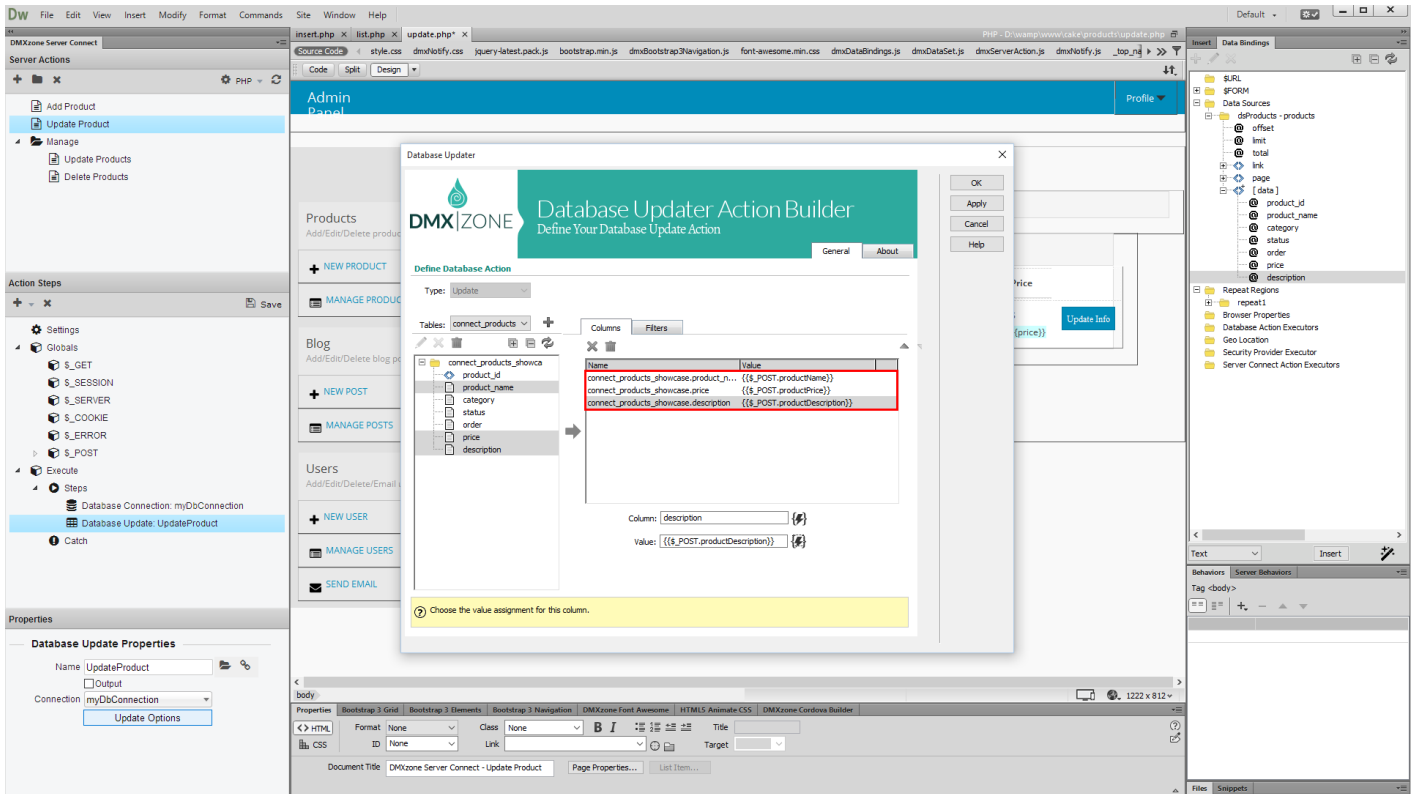 Dw File Edit View Insert Modify Format Commands Site Window Help Default
DMXzone Server Connect
Server Actions
PHP
Add Product
Update Product
Manage
Update Products
Delete Products
Action Steps
Save
Settings
Globals
$_GET
$_SESSION
$_SERVER
$_COOKIE
$_ERROR
$_POST
Execute
Steps
Database Connection: myDbConnection
Database Update: UpdateProduct
Catch
Properties
Database Update Properties
Name UpdateProduct
Output
Connection myDbConnection
Update Options
insert.php × list.php × update.php* × PHP - D:\wamp\www\cake\products\update.php
Source Code style.css dmxNotify.css jquery-latest.pack.js bootstrap.min.js dmxBootstrap3Navigation.js font-awesome.min.css dmxDataBindings.js dmxDataSet.js dmxServerAction.js dmxNotify.js _top_na
Code Split Design
Admin
Panel
Profile
Products
Add/Edit/Delete produc
NEW PRODUCT
MANAGE PRODUC
Blog
Add/Edit/Delete blog po
NEW POST
MANAGE POSTS
Users
Add/Edit/Delete/Email u
NEW USER
MANAGE USERS
SEND EMAIL
Price
{price}}
Update Info
Database Updater
DMX ZONE
Database Updater Action Builder
Define Your Database Update Action
General About
OK
Apply
Cancel
Help
Define Database Action
Type: Update
Tables: connect_products
Columns Filters
connect_products_showca
product_id
product_name
category
status
order
price
description
Name Value
connect_products_showcase.product_n... {{$_POST.productName}}
connect_products_showcase.price {{$_POST.productPrice}}
connect_products_showcase.description {{$_POST.productDescription}}
Column: description
Value: {{$_POST.productDescription}}
Choose the value assignment for this column.
body 1222 x 812
Properties Bootstrap 3 Grid Bootstrap 3 Elements Bootstrap 3 Navigation DMXzone Font Awesome HTML5 Animate CSS DMXzone Cordova Builder
<> HTML Format None Class None B I Title
CSS ID None Link Target
Document Title DMXzone Server Connect - Update Product Page Properties... List Item...
Insert Data Bindings
$URL
$FORM
Data Sources
dsProducts - products
offset
limit
total
link
page
[ data ]
product_id
product_name
category
status
order
price
description
Repeat Regions
repeat1
Browser Properties
Database Action Executors
Geo Location
Security Provider Executor
Server Connect Action Executors
Text Insert
Behaviors Server Behaviors
Tag <body>
Files Snippets